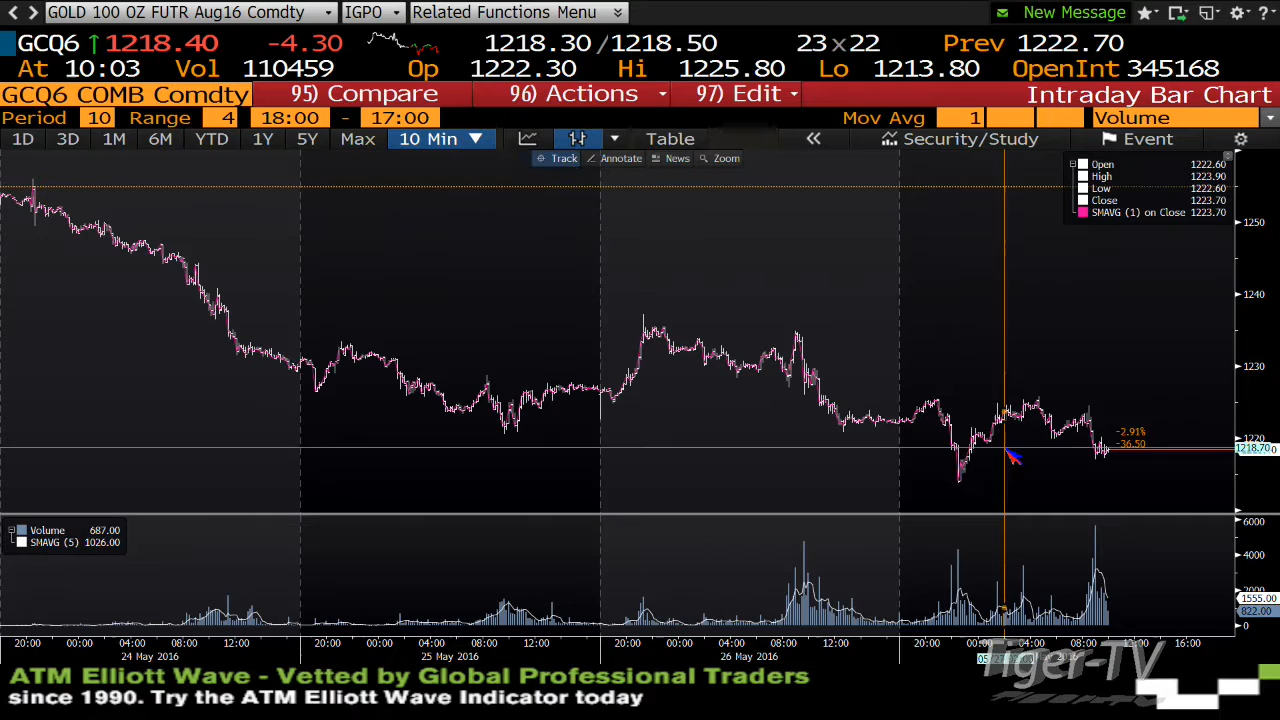 GOLD 100 OZ FUTR Aug16 Comdty IGPO Related Functions Menu New Message
GCQ6 1218.40 -4.30 1218.30/1218.50 23x22 Prev 1222.70
At 10:03 Vol 110459 Op 1222.30 Hi 1225.80 Lo 1213.80 OpenInt 345168
GCQ6 COMB Comdty 95) Compare 96) Actions 97) Edit Intraday Bar Chart
Period 10 Range 4 18:00 - 17:00 Mov Avg 1 Volume
1D 3D 1M 6M YTD 1Y 5Y Max 10 Min Table Security/Study Event
Track Annotate News Zoom
Open 1222.60
High 1223.90
Low 1222.60
Close 1223.70
SMAVG (1) on Close 1223.70
1250
1240
1230
1220
-2.91%
-36.50
1218.70
Volume 687.00
SMAVG (5) 1026.00
6000
4000
2000
1555.00
822.00
0
20:00 00:00 04:00 08:00 12:00 20:00 00:00 04:00 08:00 12:00 20:00 00:00 04:00 08:00 12:00 20:00 00:00 04:00 08:00 12:00 16:00
24 May 2016 25 May 2016 26 May 2016 2016
Tiger-TV
ATM Elliott Wave - Vetted by Global Professional Traders
since 1990. Try the ATM Elliott Wave Indicator today